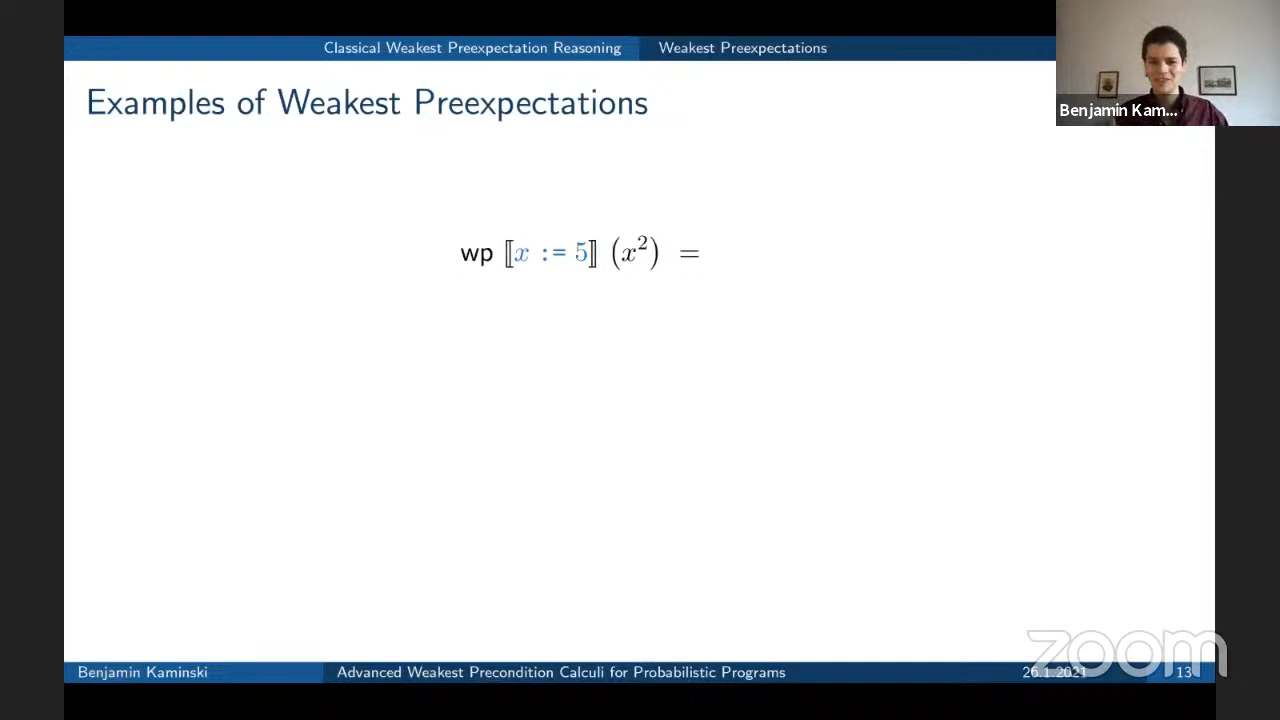 Classical Weakest Preexpectation Reasoning Weakest Preexpectations
Examples of Weakest Preexpectations
Benjamin Kam...
wp ⟦x := 5⟧ (x²) =
zoom
Benjamin Kaminski Advanced Weakest Precondition Calculi for Probabilistic Programs 26.1.2021 13